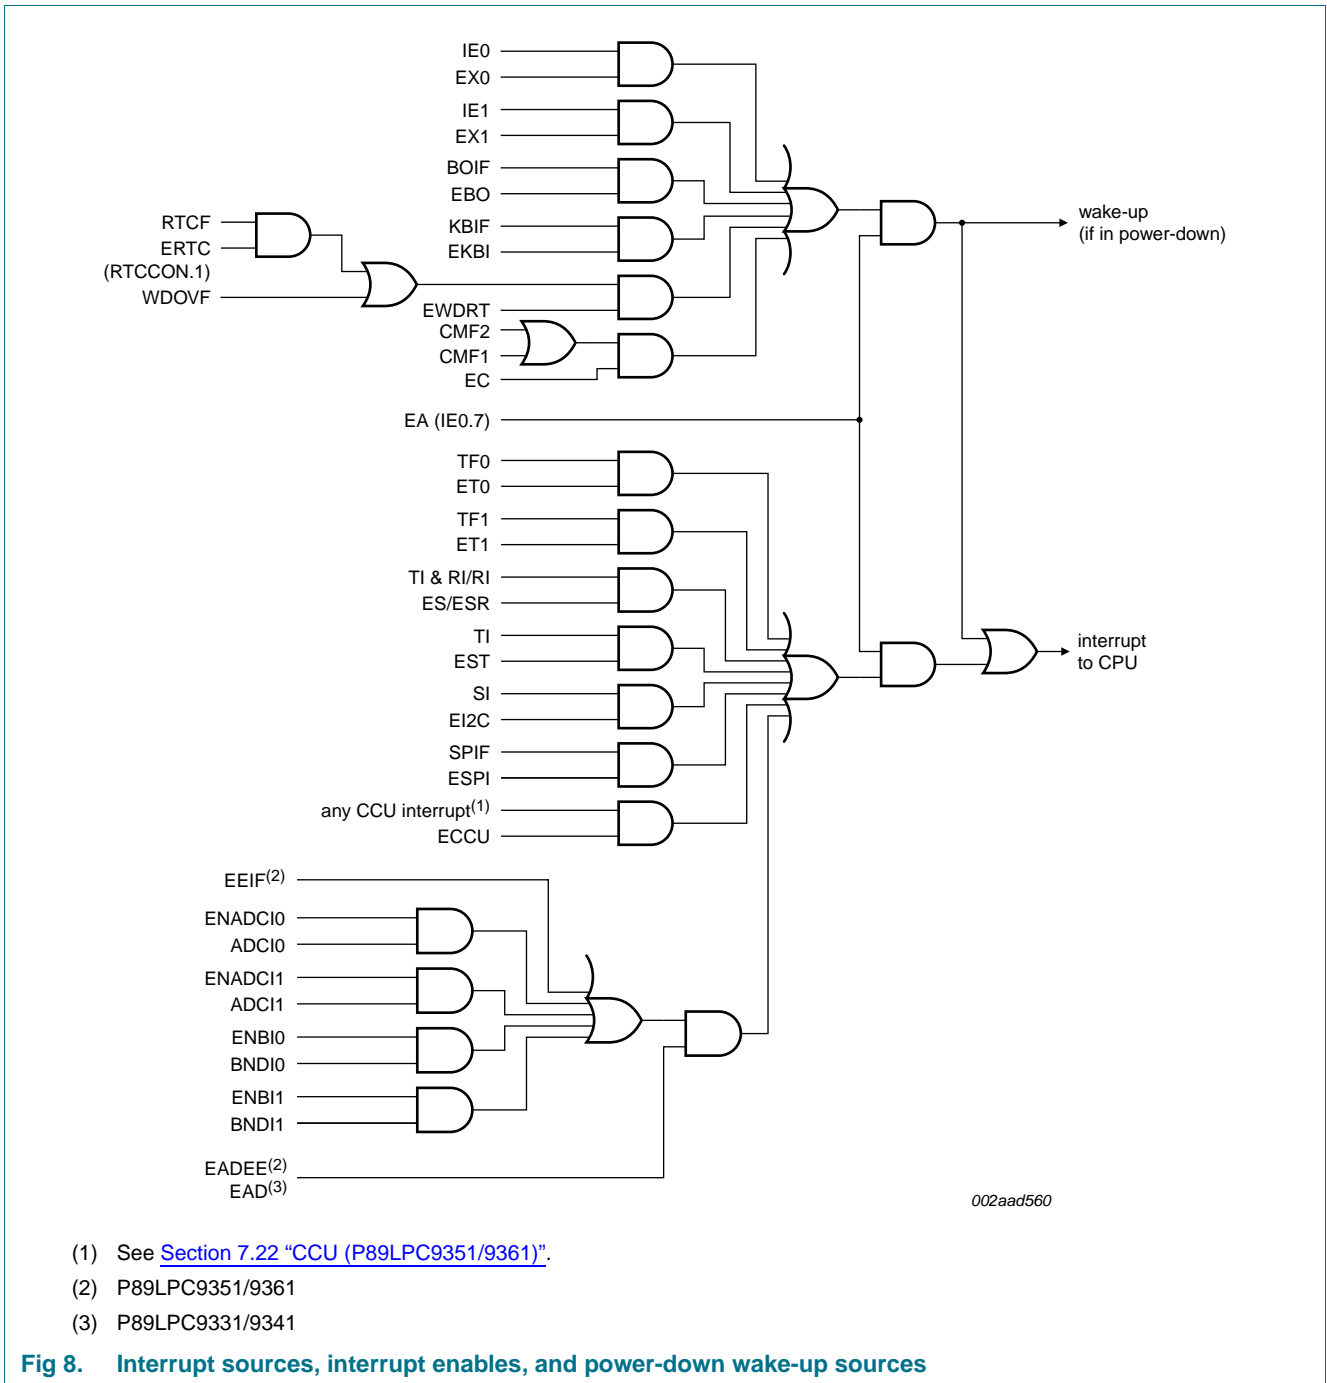 IE0
EX0
IE1
EX1
BOIF
EBO
KBIF
EKBI
RTCF
ERTC
(RTCCON.1)
WDOVF
EWDRT
CMF2
CMF1
EC
wake-up
(if in power-down)
EA (IE0.7)
TF0
ET0
TF1
ET1
TI & RI/RI
ES/ESR
TI
EST
SI
EI2C
SPIF
ESPI
any CCU interrupt(1)
ECCU
interrupt
to CPU
EEIF(2)
ENADCI0
ADCI0
ENADCI1
ADCI1
ENBI0
BNDI0
ENBI1
BNDI1
EADEE(2)
EAD(3)
002aad560
(1) See Section 7.22 “CCU (P89LPC9351/9361)”.
(2) P89LPC9351/9361
(3) P89LPC9331/9341
Fig 8. Interrupt sources, interrupt enables, and power-down wake-up sources